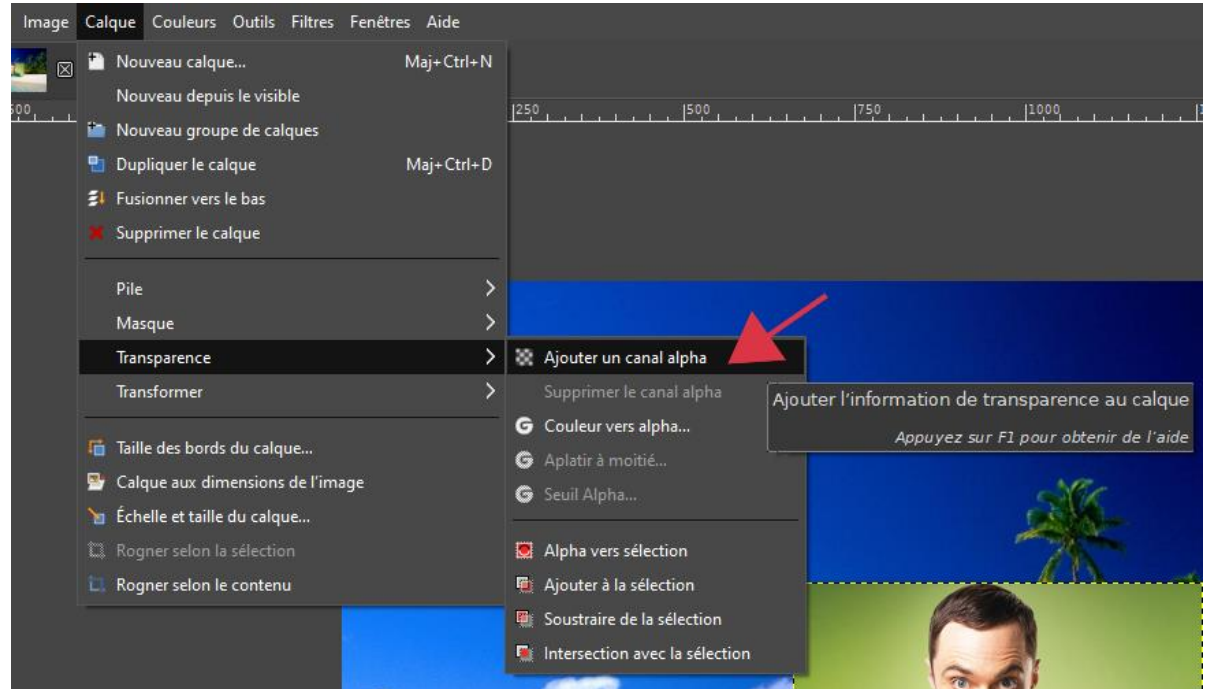 Image Calque Couleurs Outils Filtres Fenêtres Aide
Nouveau calque... Maj+Ctrl+N
Nouveau depuis le visible
500 250 500 750 1000
Nouveau groupe de calques
Dupliquer le calque Maj+Ctrl+D
Fusionner vers le bas
Supprimer le calque
Pile
Masque
Transparence
Transformer
Taille des bords du calque...
Calque aux dimensions de l'image
Échelle et taille du calque...
Rogner selon la sélection
Rogner selon le contenu
Ajouter un canal alpha
Supprimer le canal alpha
Couleur vers alpha...
Aplatir à moitié...
Seuil Alpha...
Alpha vers sélection
Ajouter à la sélection
Soustraire de la sélection
Intersection avec la sélection
Ajouter l'information de transparence au calque
Appuyez sur F1 pour obtenir de l'aide